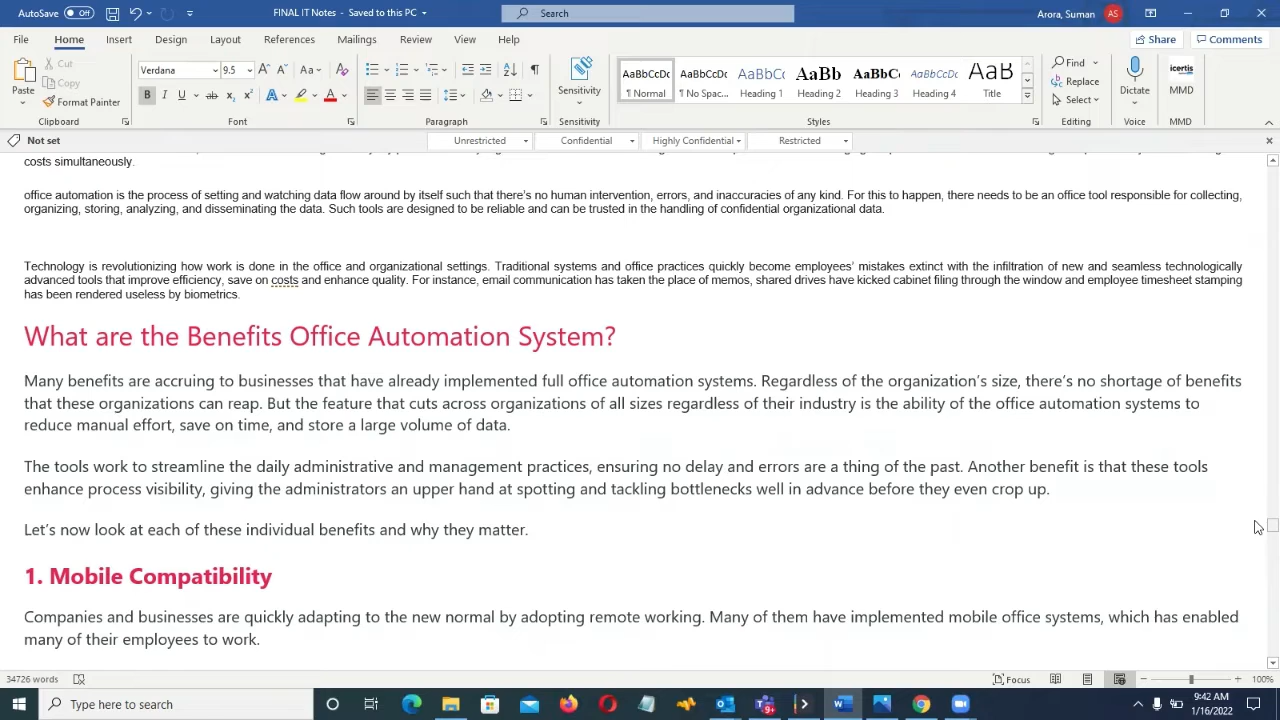 AutoSave Off FINAL IT Notes - Saved to this PC Search Arora, Suman AS
File Home Insert Design Layout References Mailings Review View Help Share Comments
Cut
Copy
Format Painter
Paste
Clipboard
Verdana 9.5
Font
Paragraph
Sensitivity
Sensitivity
AaBbCcDc AaBbCcDc AaBbCc AaBb AaBbCc AaBbCcDc AaB
¶ Normal ¶ No Spac... Heading 1 Heading 2 Heading 3 Heading 4 Title
Styles
Find
Replace
Select
Editing
Dictate
Voice
icertis
MMD
MMD
Not set Unrestricted Confidential Highly Confidential Restricted
costs simultaneously.
office automation is the process of setting and watching data flow around by itself such that there's no human intervention, errors, and inaccuracies of any kind. For this to happen, there needs to be an office tool responsible for collecting,
organizing, storing, analyzing, and disseminating the data. Such tools are designed to be reliable and can be trusted in the handling of confidential organizational data.
Technology is revolutionizing how work is done in the office and organizational settings. Traditional systems and office practices quickly become employees' mistakes extinct with the infiltration of new and seamless technologically
advanced tools that improve efficiency, save on costs and enhance quality. For instance, email communication has taken the place of memos, shared drives have kicked cabinet filing through the window and employee timesheet stamping
has been rendered useless by biometrics.
What are the Benefits Office Automation System?
Many benefits are accruing to businesses that have already implemented full office automation systems. Regardless of the organization's size, there's no shortage of benefits
that these organizations can reap. But the feature that cuts across organizations of all sizes regardless of their industry is the ability of the office automation systems to
reduce manual effort, save on time, and store a large volume of data.
The tools work to streamline the daily administrative and management practices, ensuring no delay and errors are a thing of the past. Another benefit is that these tools
enhance process visibility, giving the administrators an upper hand at spotting and tackling bottlenecks well in advance before they even crop up.
Let's now look at each of these individual benefits and why they matter.
1. Mobile Compatibility
Companies and businesses are quickly adapting to the new normal by adopting remote working. Many of them have implemented mobile office systems, which has enabled
many of their employees to work.
34726 words Focus 100%
Type here to search 9:42 AM
1/16/2022